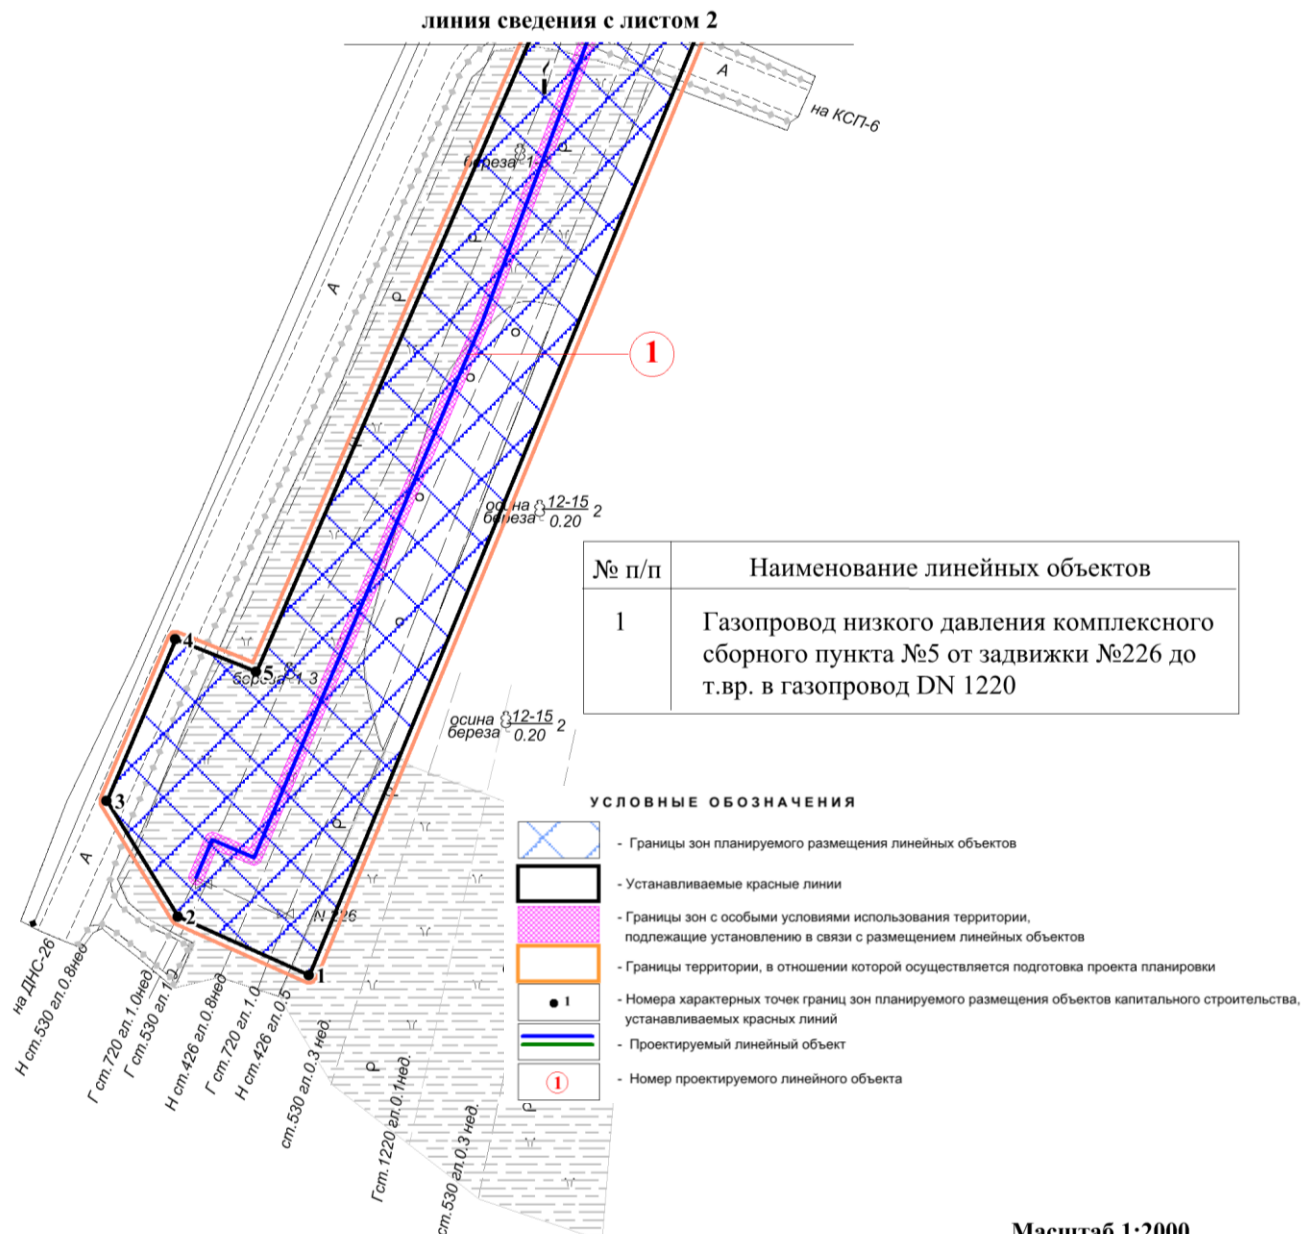 линия сведения с листом 2
А
на КСП-6
береза
А
1
осина 12-15 2
береза 0.20
№ п/п Наименование линейных объектов
1 Газопровод низкого давления комплексного
сборного пункта №5 от задвижки №226 до
т.вр. в газопровод DN 1220
4
5
береза 1 3
осина 12-15 2
береза 0.20
3
А
2
N 226
1
на ДНС-26
Н ст.530 гл.0.8нед
Г ст.720 гл.1.0нед.
Г ст.530 гл.1.0
Н ст.426 гл.0.8нед
Г ст.720 гл.1.0
Н ст.426 гл.0.5
ст.530 гл.0.3 нед.
Гст.1220 гл.0.1нед.
ст.530 гл.0.3 нед.
УСЛОВНЫЕ ОБОЗНАЧЕНИЯ
- Границы зон планируемого размещения линейных объектов
- Устанавливаемые красные линии
- Границы зон с особыми условиями использования территории,
подлежащие установлению в связи с размещением линейных объектов
- Границы территории, в отношении которой осуществляется подготовка проекта планировки
1 - Номера характерных точек границ зон планируемого размещения объектов капитального строительства,
устанавливаемых красных линий
- Проектируемый линейный объект
1 - Номер проектируемого линейного объекта
Масштаб 1:2000